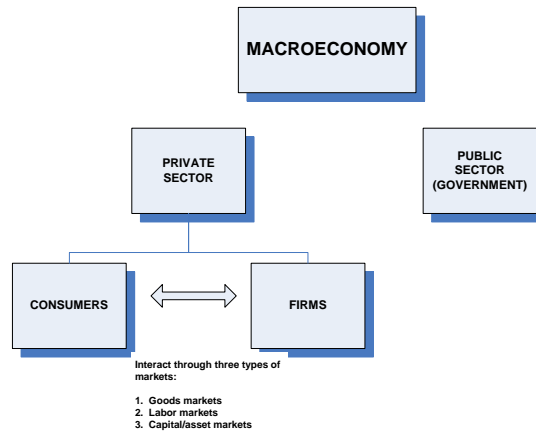 MACROECONOMY
PRIVATE
SECTOR
PUBLIC
SECTOR
(GOVERNMENT)
CONSUMERS
FIRMS
Interact through three types of
markets:
1. Goods markets
2. Labor markets
3. Capital/asset markets